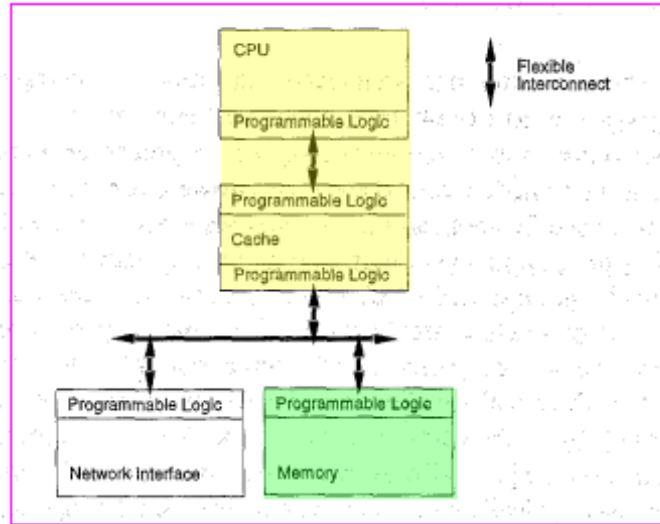 CPU
Flexible
Interconnect
Programmable Logic
Programmable Logic
Cache
Programmable Logic
Programmable Logic
Programmable Logic
Network Interface
Memory